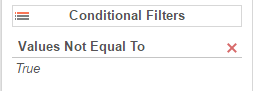 Conditional Filters
Values Not Equal To
True